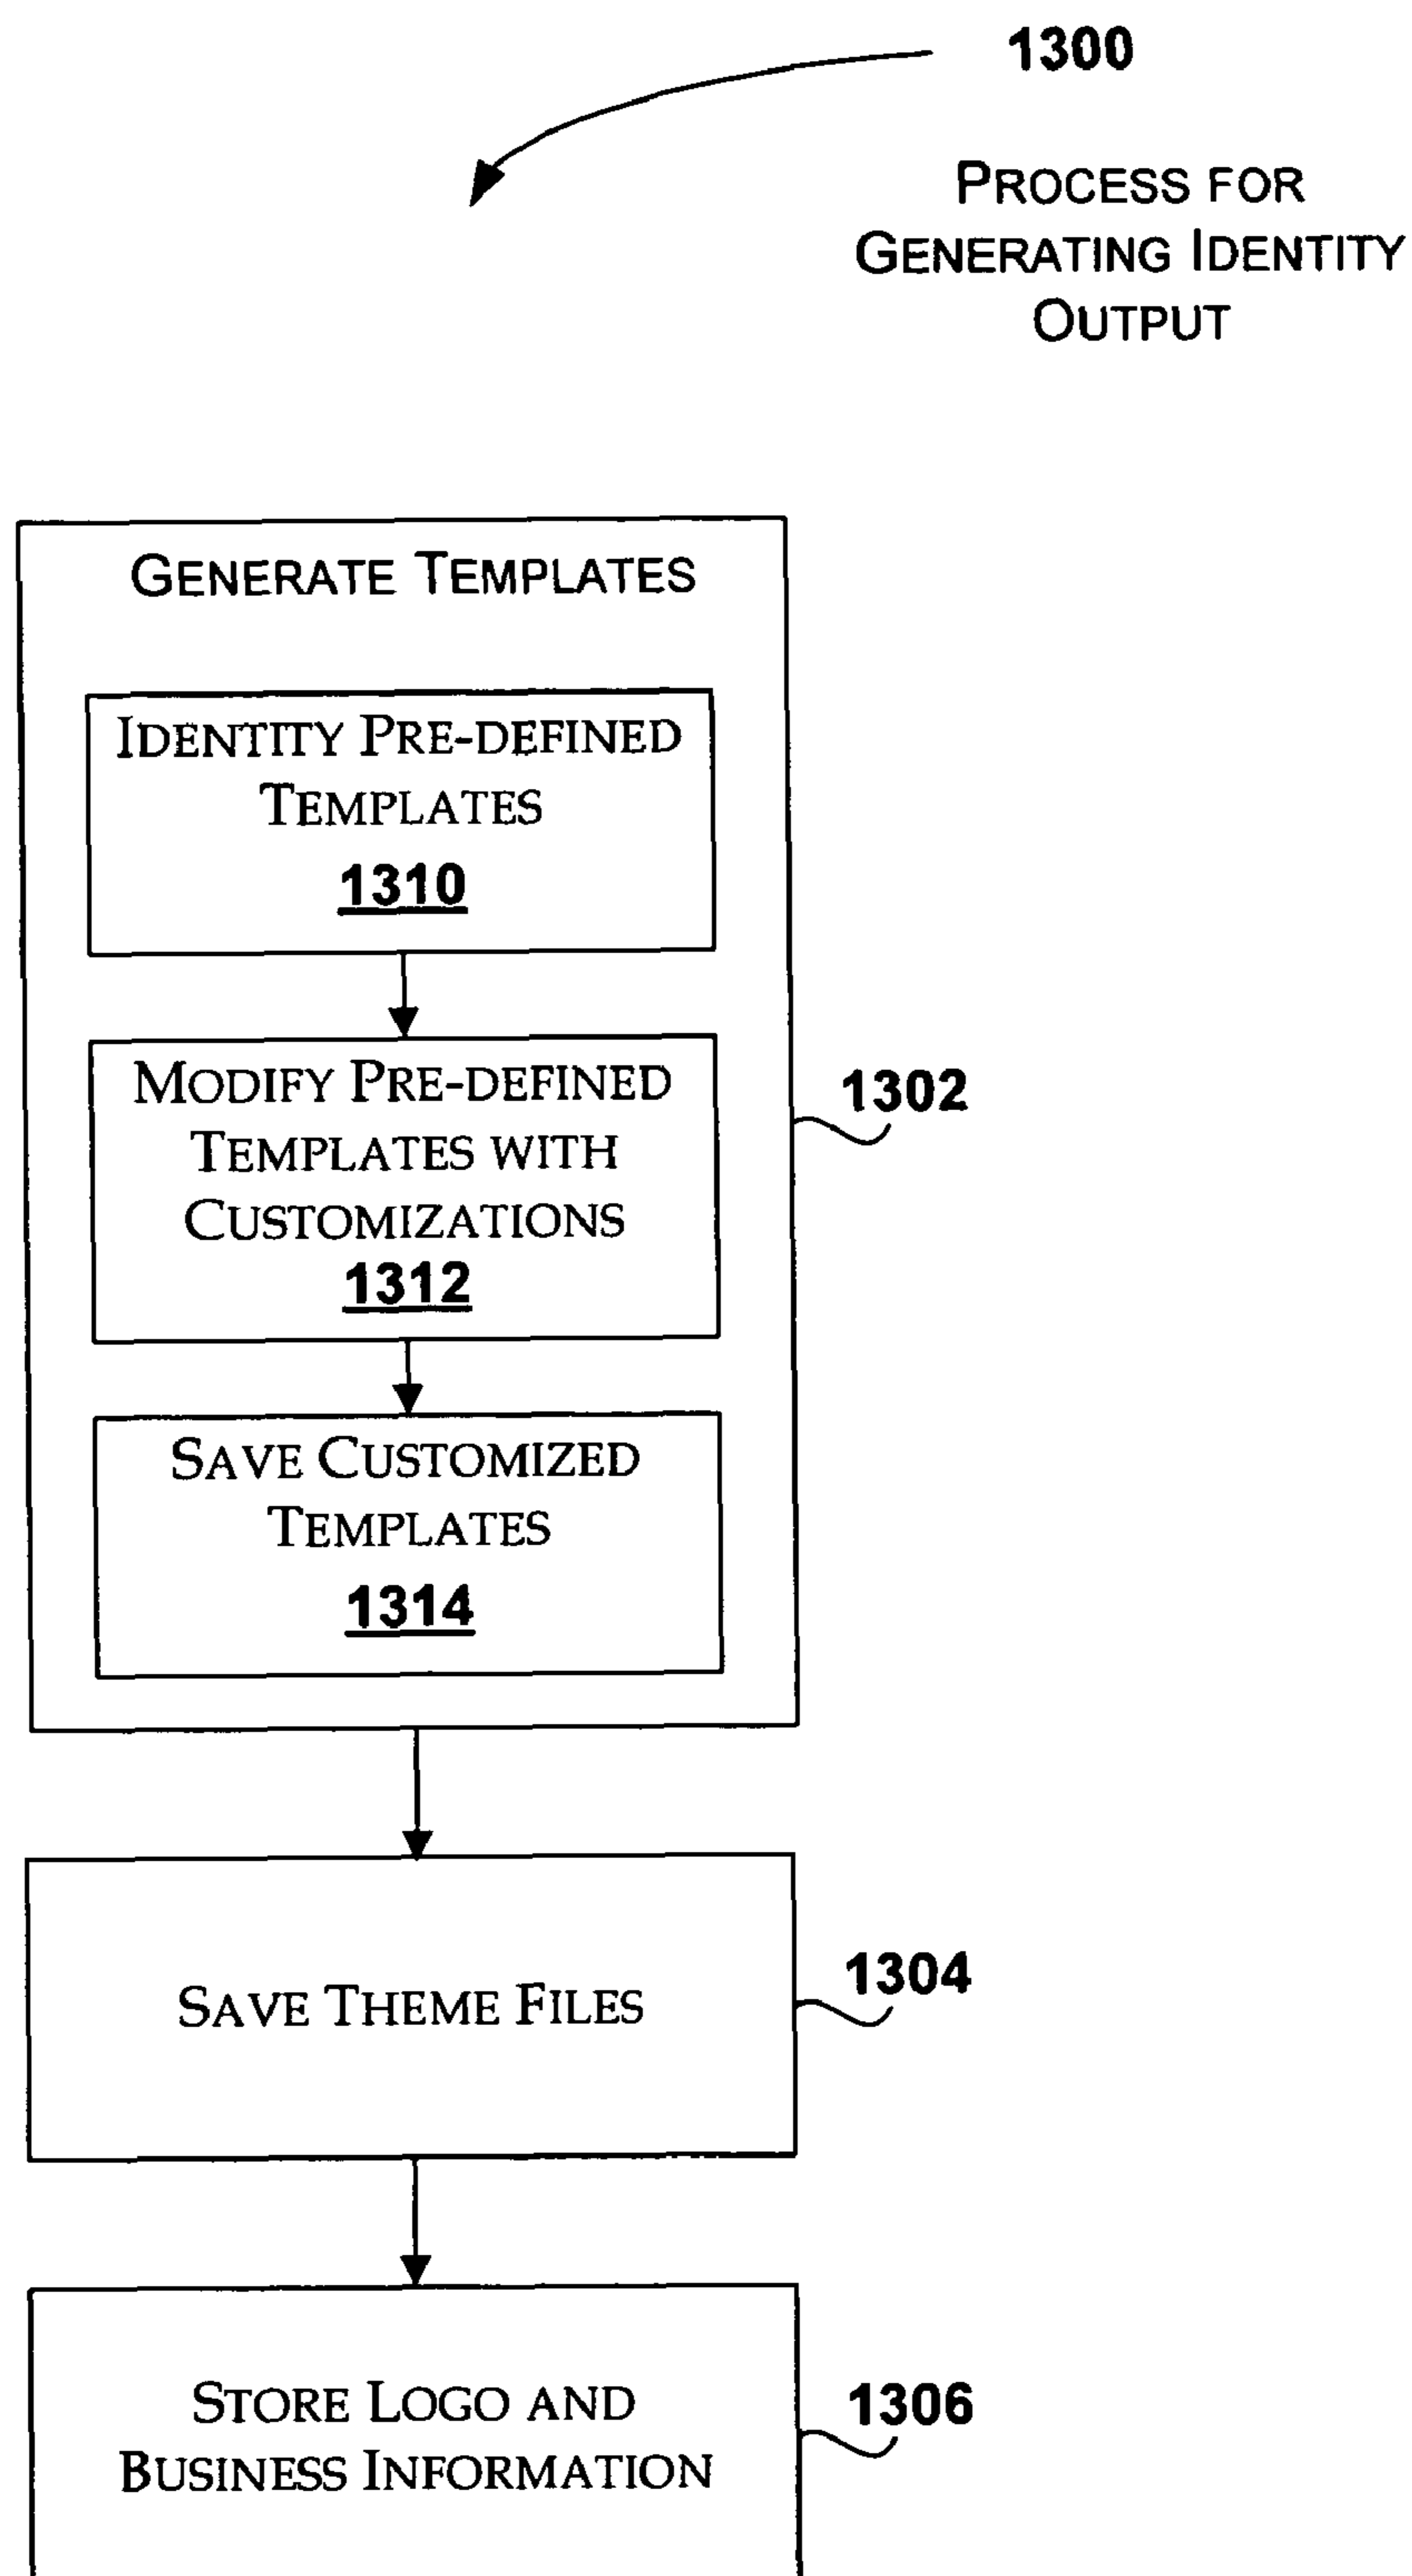 1300
PROCESS FOR
GENERATING IDENTITY
OUTPUT
GENERATE TEMPLATES
IDENTITY PRE-DEFINED
TEMPLATES
1310
MODIFY PRE-DEFINED
TEMPLATES WITH
CUSTOMIZATIONS
1312
1302
SAVE CUSTOMIZED
TEMPLATES
1314
SAVE THEME FILES
1304
STORE LOGO AND
BUSINESS INFORMATION
1306